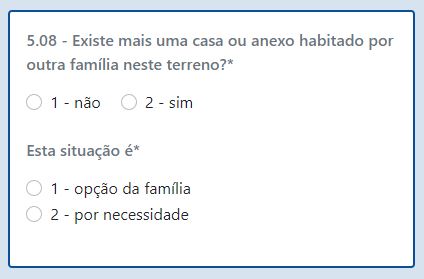 5.08 - Existe mais uma casa ou anexo habitado por
outra família neste terreno?*
1 - não 2 - sim
Esta situação é*
1 - opção da família
2 - por necessidade